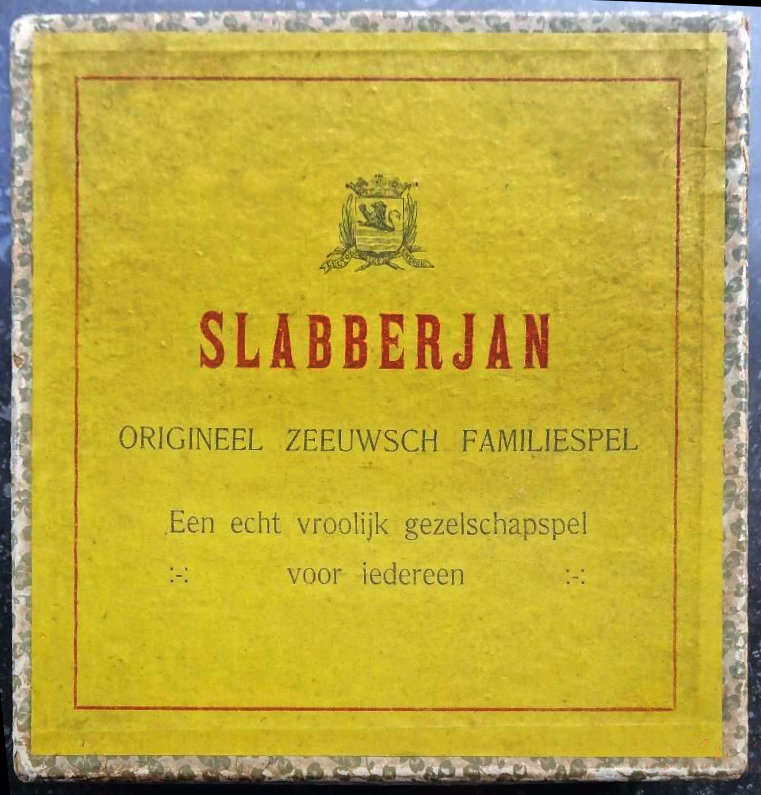 SLABBERJAN
ORIGINEEL ZEEUWSCH FAMILIESPEL
Een echt vroolijk gezelschapspel
:-: voor iedereen :-: